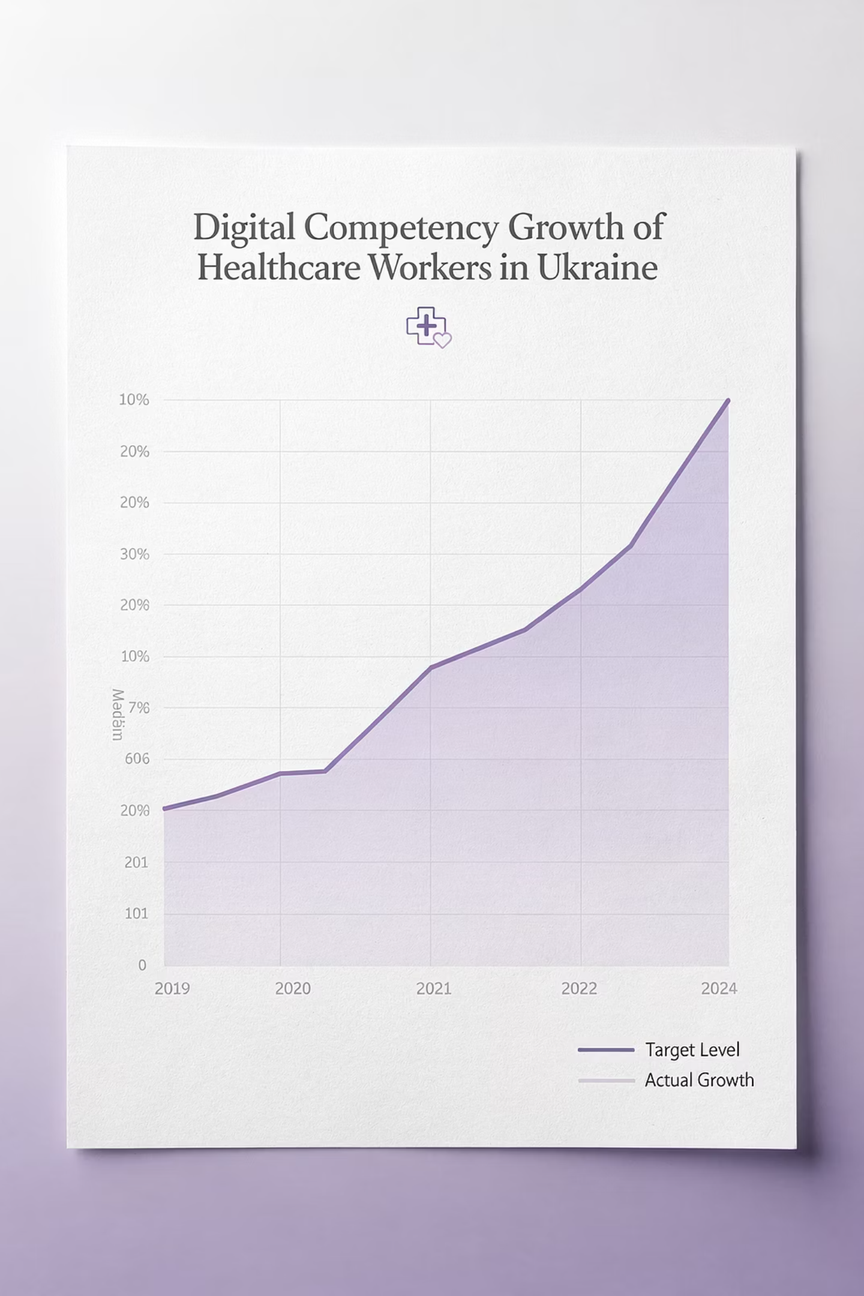 Digital Competency Growth of
Healthcare Workers in Ukraine
10%
20%
20%
30%
20%
10%
7%
606
20%
201
101
0
2019 2020 2021 2022 2024
Target Level
Actual Growth